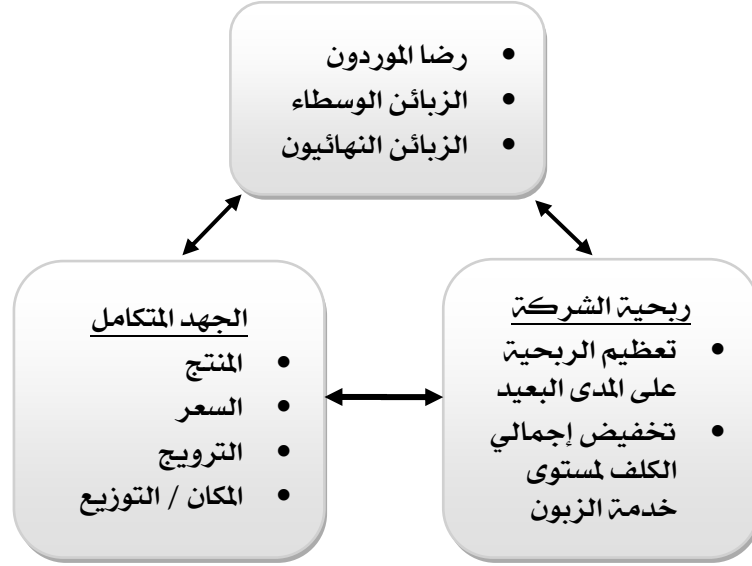 • رضا الموردون
• الزبائن الوسطاء
• الزبائن النهائيون
ربحية الشركة
• تعظيم الربحية
على المدى البعيد
• تخفيض إجمالي
الكلف لمستوى
خدمة الزبون
الجهد المتكامل
• المنتج
• السعر
• الترويج
• المكان / التوزيع